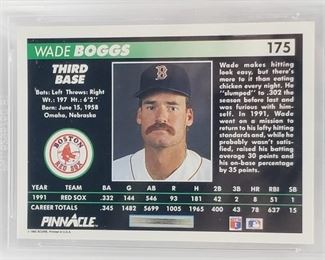 WADE BOGGS 175
THIRD
BASE
Bats: Left Throws: Right
Wt.: 197 Ht.: 6'2"
Born: June 15, 1958
Omaha, Nebraska
BOSTON
RED SOX
B
Wade makes hitting
look easy, but there's
more to it than eating
chicken every night. He
"slumped" to .302 the
season before last and
was furious with
himself. In 1991, Wade
went on a mission to
return to his lofty hitting
standards and, while he
probably wasn't satis-
fied, raised his batting
average 30 points and
his on-base percentage
by 35 points.
YEAR TEAM BA G AB R H 2B 3B HR RBI SB
1991 RED SOX .332 144 546 93 181 42 2 8 51 1
CAREER TOTALS .345 1482 5699 1005 1965 400 43 78 637 15
PINNACLE
© 1992 SCORE, Printed in U.S.A.